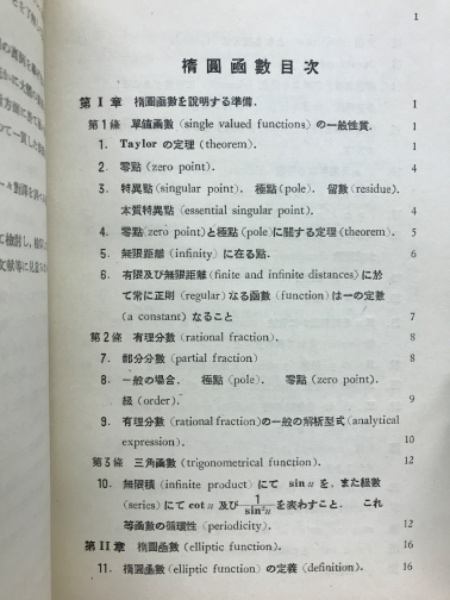 1
楕圓函數目次
第 I 章 楕圓函數を説明する準備. 1
第1條 單値函數 (single valued functions) の一般性質. 1
1. Taylor の定理 (theorem). 1
2. 零點 (zero point). 4
3. 特異點 (singular point). 極點 (pole). 留數 (residue).
本質特異點 (essential singular point). 4
4. 零點(zero point)と極點 (pole)に關する定理(theorem). 5
5. 無限距離 (infinity) に在る點. 6
6. 有限及び無限距離 (finite and infinite distances) に於
て常に正則 (regular) なる函數 (function) は一の定數
(a constant) なること 7
第2條 有理分數 (rational fraction). 8
7. 部分分數 (partial fraction) 8
8. 一般の場合. 極點 (pole). 零點 (zero point).
級 (order). 9
9. 有理分數 (rational fraction)の一般の解析型式 (analytical
expression). 10
第3條 三角函數 (trigonometrical function). 12
10. 無限積 (infinite product) にて sin u を, また級數
(series) にて cot u 及び 1/sin²u を表わすこと. これ
等函數の循環性 (periodicity). 12
第 II 章 楕圓函數 (elliptic function). 16
11. 楕圓函數 (elliptic function) の定義 (definition). 16